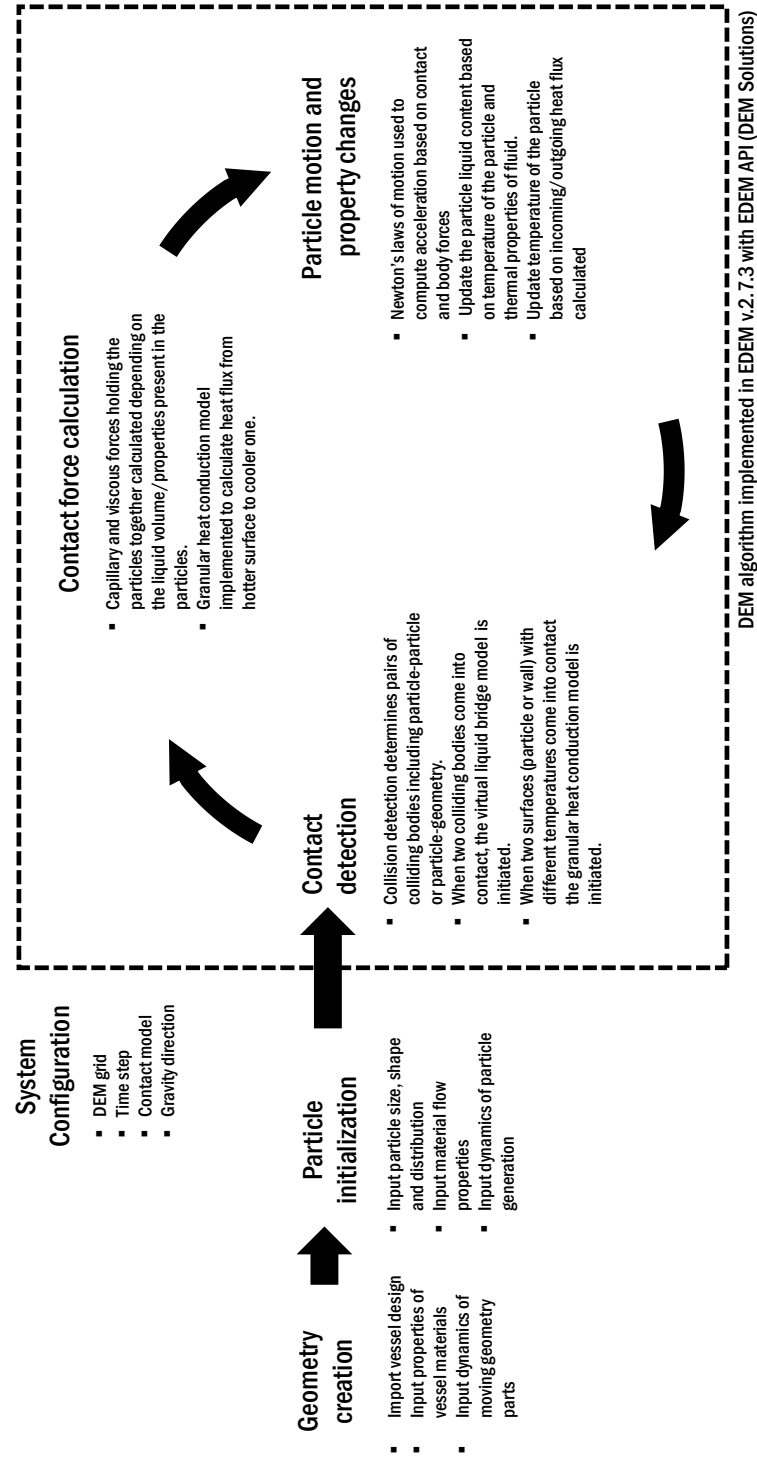 System
Configuration
▪ DEM grid
▪ Time step
▪ Contact model
▪ Gravity direction
Geometry
creation
▪ Import vessel design
▪ Input properties of
vessel materials
▪ Input dynamics of
moving geometry
parts
Particle
initialization
▪ Input particle size, shape
and distribution
▪ Input material flow
properties
▪ Input dynamics of particle
generation
Contact
detection
▪ Collision detection determines pairs of
colliding bodies including particle-particle
or particle-geometry.
▪ When two colliding bodies come into
contact, the virtual liquid bridge model is
initiated.
▪ When two surfaces (particle or wall) with
different temperatures come into contact
the granular heat conduction model is
initiated.
Contact force calculation
▪ Capillary and viscous forces holding the
particles together calculated depending on
the liquid volume/properties present in the
particles.
▪ Granular heat conduction model
implemented to calculate heat flux from
hotter surface to cooler one.
Particle motion and
property changes
▪ Newton's laws of motion used to
compute acceleration based on contact
and body forces
▪ Update the particle liquid content based
on temperature of the particle and
thermal properties of fluid.
▪ Update temperature of the particle
based on incoming/outgoing heat flux
calculated
DEM algorithm implemented in EDEM v.2.7.3 with EDEM API (DEM Solutions)